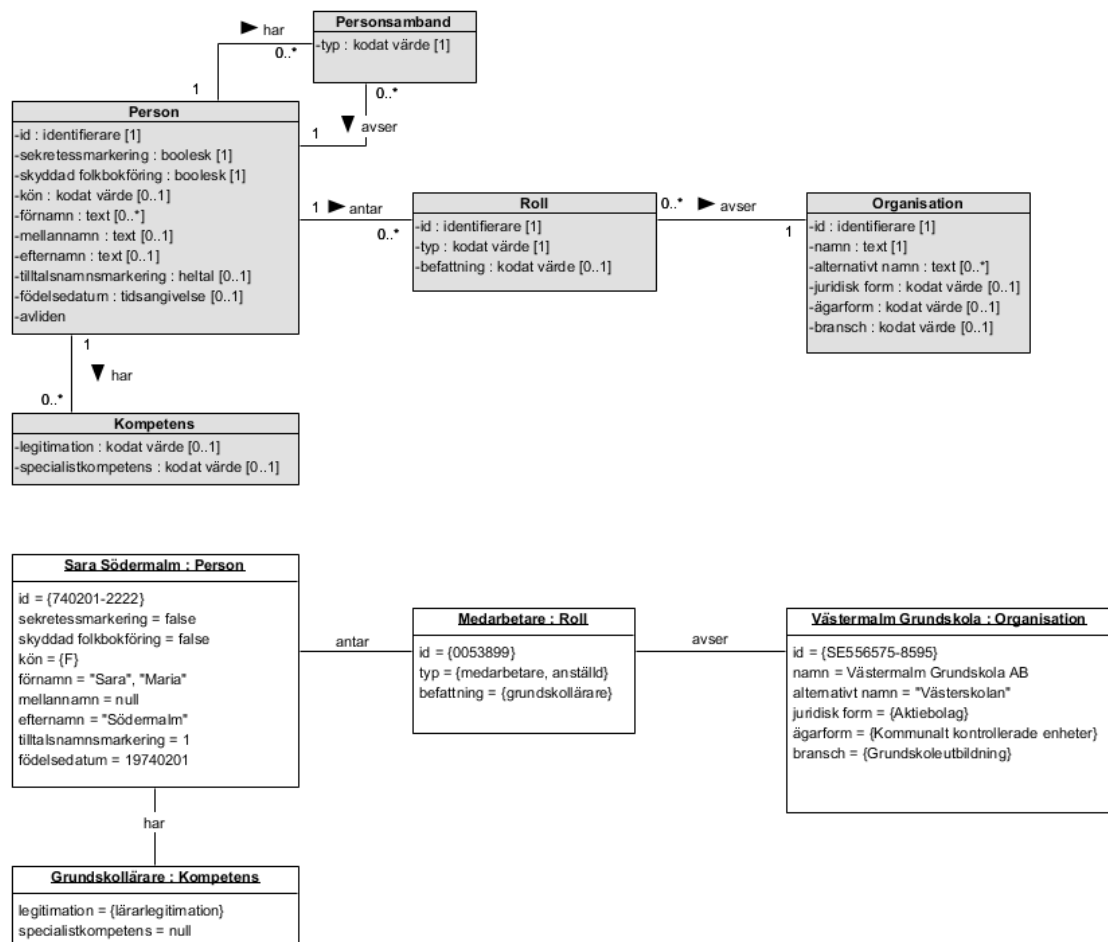 Personsamband
-typ : kodat värde [1]
har
0..*
1
0..*
avser
1
Person
-id : identifierare [1]
-sekretessmarkering : boolesk [1]
-skyddad folkbokföring : boolesk [1]
-kön : kodat värde [0..1]
-förnamn : text [0..*]
-mellannamn : text [0..1]
-efternamn : text [0..1]
-tilltalsnamnsmarkering : heltal [0..1]
-födelsedatum : tidsangivelse [0..1]
-avliden
1
antar
0..*
Roll
-id : identifierare [1]
-typ : kodat värde [1]
-befattning : kodat värde [0..1]
0..*
avser
1
Organisation
-id : identifierare [1]
-namn : text [1]
-alternativt namn : text [0..*]
-juridisk form : kodat värde [0..1]
-ägarform : kodat värde [0..1]
-bransch : kodat värde [0..1]
1
har
0..*
Kompetens
-legitimation : kodat värde [0..1]
-specialistkompetens : kodat värde [0..1]
Sara Södermalm : Person
id = {740201-2222}
sekretessmarkering = false
skyddad folkbokföring = false
kön = {F}
förnamn = "Sara", "Maria"
mellannamn = null
efternamn = "Södermalm"
tilltalsnamnsmarkering = 1
födelsedatum = 19740201
antar
Medarbetare : Roll
id = {0053899}
typ = {medarbetare, anställd}
befattning = {grundskollärare}
avser
Västermalm Grundskola : Organisation
id = {SE556575-8595}
namn = Västermalm Grundskola AB
alternativt namn = "Västerskolan"
juridisk form = {Aktiebolag}
ägarform = {Kommunalt kontrollerade enheter}
bransch = {Grundskoleutbildning}
har
Grundskollärare : Kompetens
legitimation = {lärarlegitimation}
specialistkompetens = null